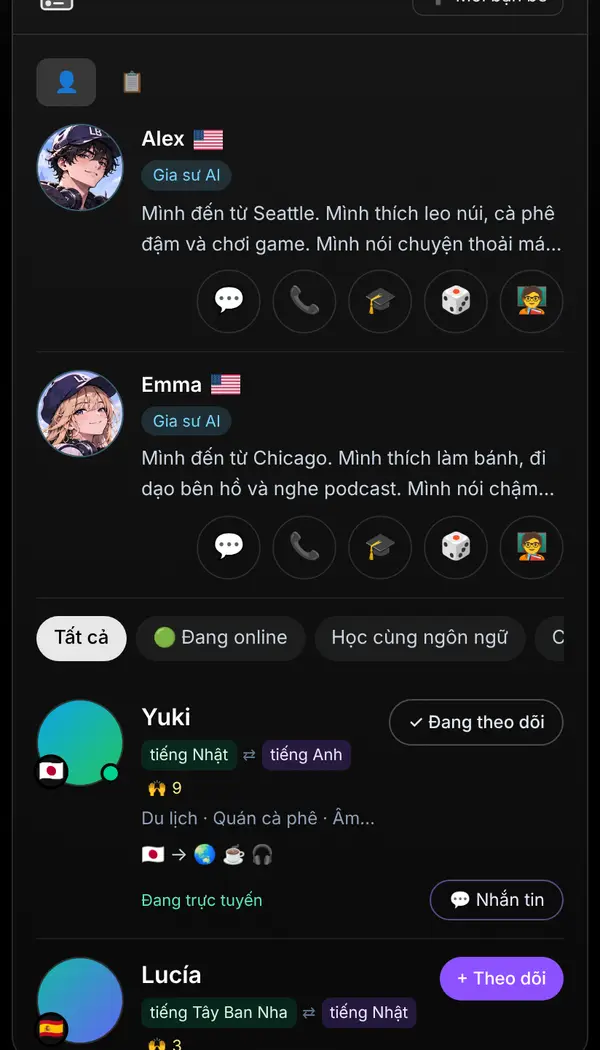 Alex 🇺🇸
Gia sư AI
Mình đến từ Seattle. Mình thích leo núi, cà phê
đậm và chơi game. Mình nói chuyện thoải má...
Emma 🇺🇸
Gia sư AI
Mình đến từ Chicago. Mình thích làm bánh, đi
dạo bên hồ và nghe podcast. Mình nói chậm...
Tất cả
🟢 Đang online
Học cùng ngôn ngữ
Yuki
✓ Đang theo dõi
tiếng Nhật ⇄ tiếng Anh
🙌 9
Du lịch · Quán cà phê · Âm...
🇯🇵 → 🌏 ☕ 🎧
Đang trực tuyến
💬 Nhắn tin
Lucía
+ Theo dõi
tiếng Tây Ban Nha ⇄ tiếng Nhật
🙌 3